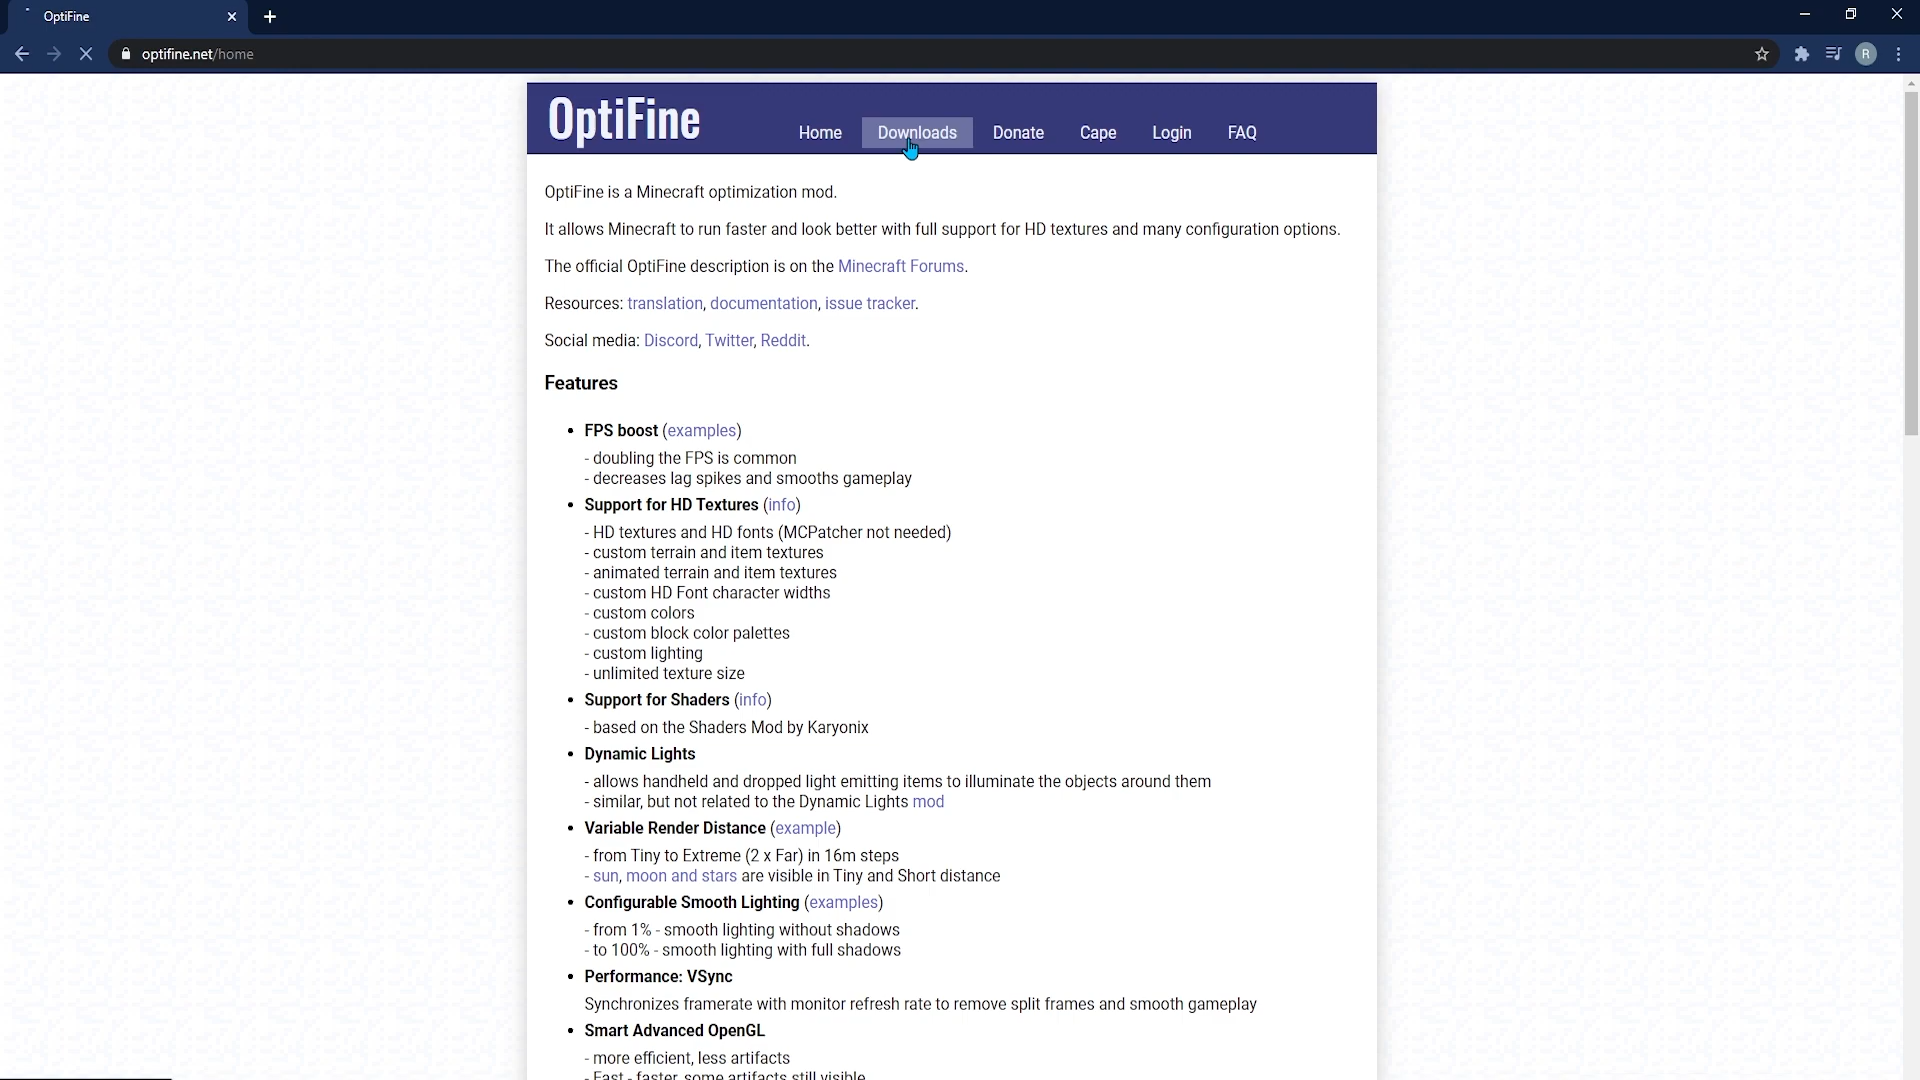 OptiFine
optifine.net/home
R
OptiFine
Home Downloads Donate Cape Login FAQ
OptiFine is a Minecraft optimization mod.
It allows Minecraft to run faster and look better with full support for HD textures and many configuration options.
The official OptiFine description is on the Minecraft Forums.
Resources: translation, documentation, issue tracker.
Social media: Discord, Twitter, Reddit.
Features
• FPS boost (examples)
- doubling the FPS is common
- decreases lag spikes and smooths gameplay
• Support for HD Textures (info)
- HD textures and HD fonts (MCPatcher not needed)
- custom terrain and item textures
- animated terrain and item textures
- custom HD Font character widths
- custom colors
- custom block color palettes
- custom lighting
- unlimited texture size
• Support for Shaders (info)
- based on the Shaders Mod by Karyonix
• Dynamic Lights
- allows handheld and dropped light emitting items to illuminate the objects around them
- similar, but not related to the Dynamic Lights mod
• Variable Render Distance (example)
- from Tiny to Extreme (2 x Far) in 16m steps
- sun, moon and stars are visible in Tiny and Short distance
• Configurable Smooth Lighting (examples)
- from 1% - smooth lighting without shadows
- to 100% - smooth lighting with full shadows
• Performance: VSync
Synchronizes framerate with monitor refresh rate to remove split frames and smooth gameplay
• Smart Advanced OpenGL
- more efficient, less artifacts
- Fast - faster, some artifacts still visible